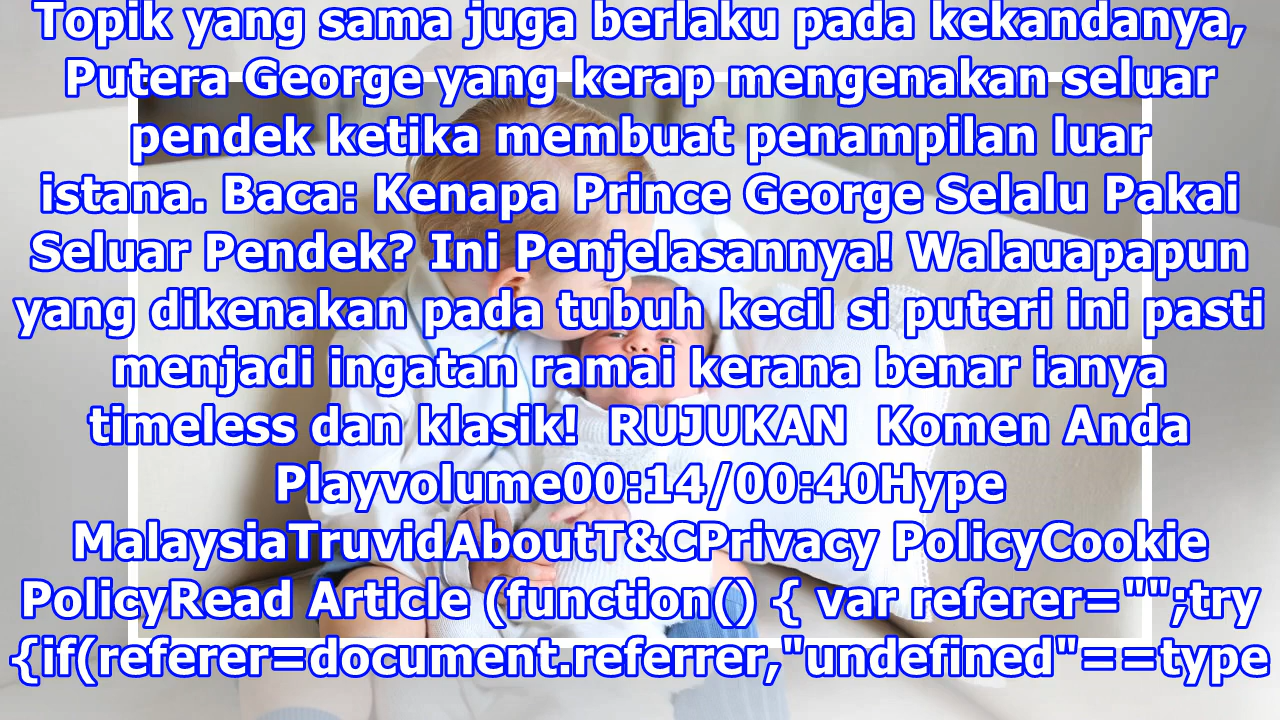 Topik yang sama juga berlaku pada kekandanya,
Putera George yang kerap mengenakan seluar
pendek ketika membuat penampilan luar
istana. Baca: Kenapa Prince George Selalu Pakai
Seluar Pendek? Ini Penjelasannya! Walauapapun
yang dikenakan pada tubuh kecil si puteri ini pasti
menjadi ingatan ramai kerana benar ianya
timeless dan klasik!  RUJUKAN  Komen Anda
Playvolume00:14/00:40Hype
MalaysiaTruvidAboutT&CPrivacy PolicyCookie
PolicyRead Article (function() { var referer="";try
{if(referer=document.referrer,"undefined"==type